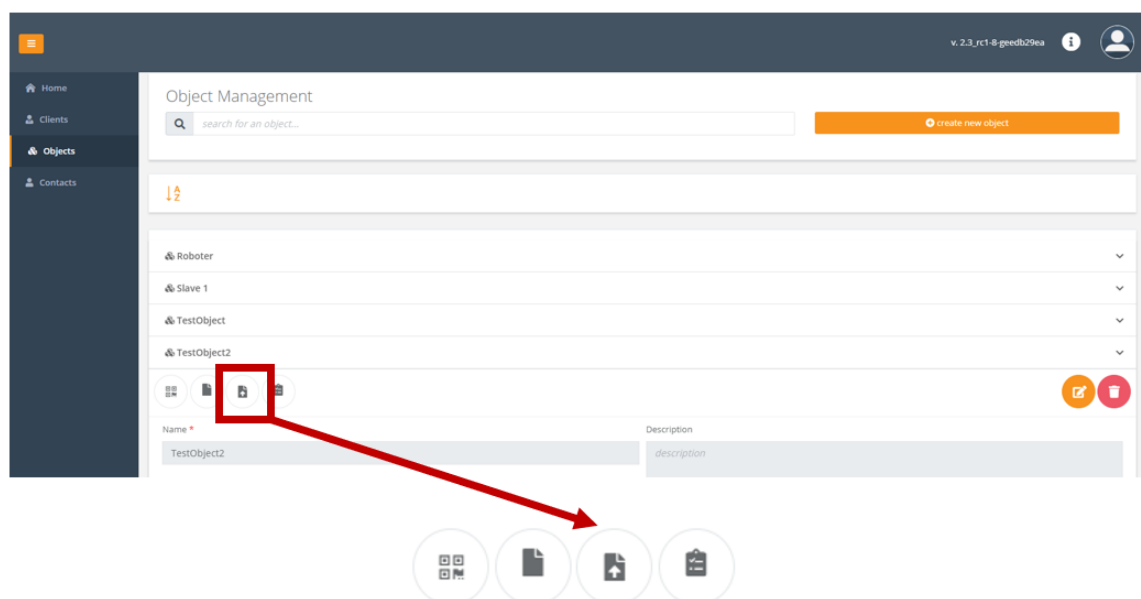 v. 2.3_rc1-8-geedb29ea
Home
Clients
Objects
Contacts
Object Management
search for an object...
create new object
A
Z
Roboter
Slave 1
TestObject
TestObject2
Name *
Description
TestObject2
description